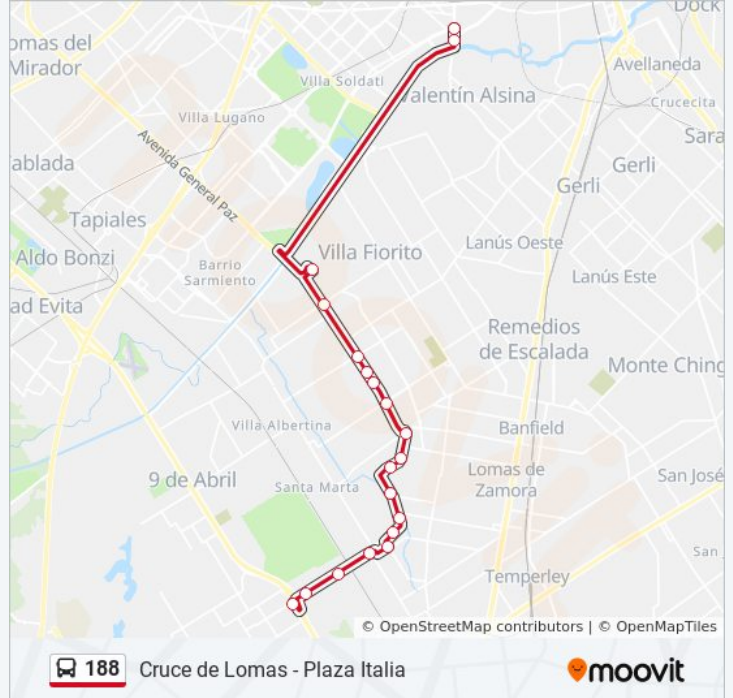 Dock
omas del
Mirador
Avellaneda
Villa Soldati
Valentín Alsina
Crucecita
Villa Lugano
Sara
Avenida General Paz
ablada
Gerli
Gerli
Tapiales
Lanús Oeste
Villa Fiorito
Aldo Bonzi
Barrio
Sarmiento
Lanús Este
ad Evita
Remedios
de Escalada
Monte Ching
Villa Albertina
Banfield
9 de Abril
Lomas de
Zamora
San José
Santa Marta
San
Temperley
© OpenStreetMap contributors | © OpenMapTiles
188 Cruce de Lomas - Plaza Italia
moovit